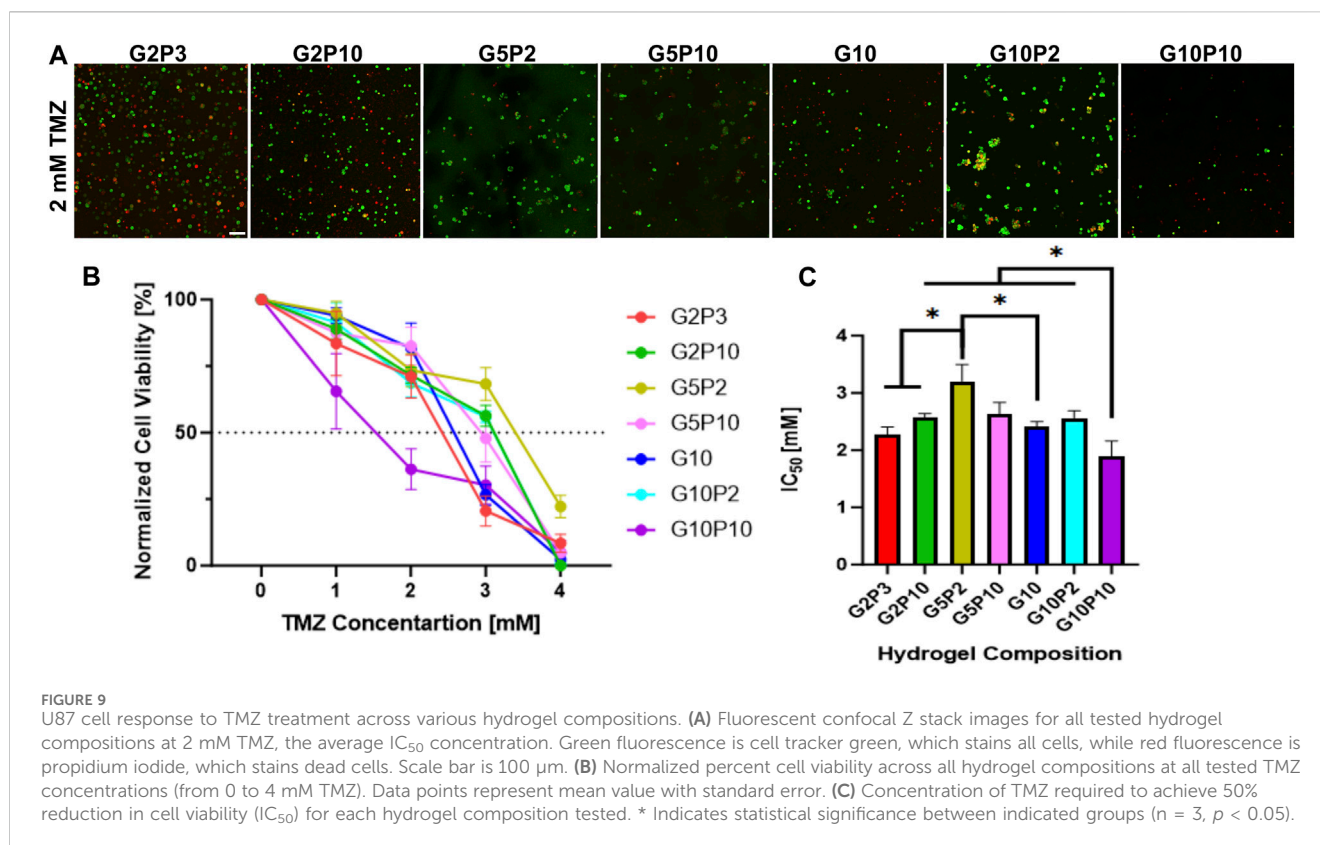 A
G2P3 G2P10 G5P2 G5P10 G10 G10P2 G10P10
2 mM TMZ
B
Normalized Cell Viability [%]
100
50
0
0 1 2 3 4
TMZ Concentartion [mM]
G2P3
G2P10
G5P2
G5P10
G10
G10P2
G10P10
C
*
* *
IC50 [mM]
4
3
2
1
0
G2P3 G2P10 G5P2 G5P10 G10 G10P2 G10P10
Hydrogel Composition
FIGURE 9
U87 cell response to TMZ treatment across various hydrogel compositions. (A) Fluorescent confocal Z stack images for all tested hydrogel
compositions at 2 mM TMZ, the average IC50 concentration. Green fluorescence is cell tracker green, which stains all cells, while red fluorescence is
propidium iodide, which stains dead cells. Scale bar is 100 µm. (B) Normalized percent cell viability across all hydrogel compositions at all tested TMZ
concentrations (from 0 to 4 mM TMZ). Data points represent mean value with standard error. (C) Concentration of TMZ required to achieve 50%
reduction in cell viability (IC50) for each hydrogel composition tested. * Indicates statistical significance between indicated groups (n = 3, p < 0.05).